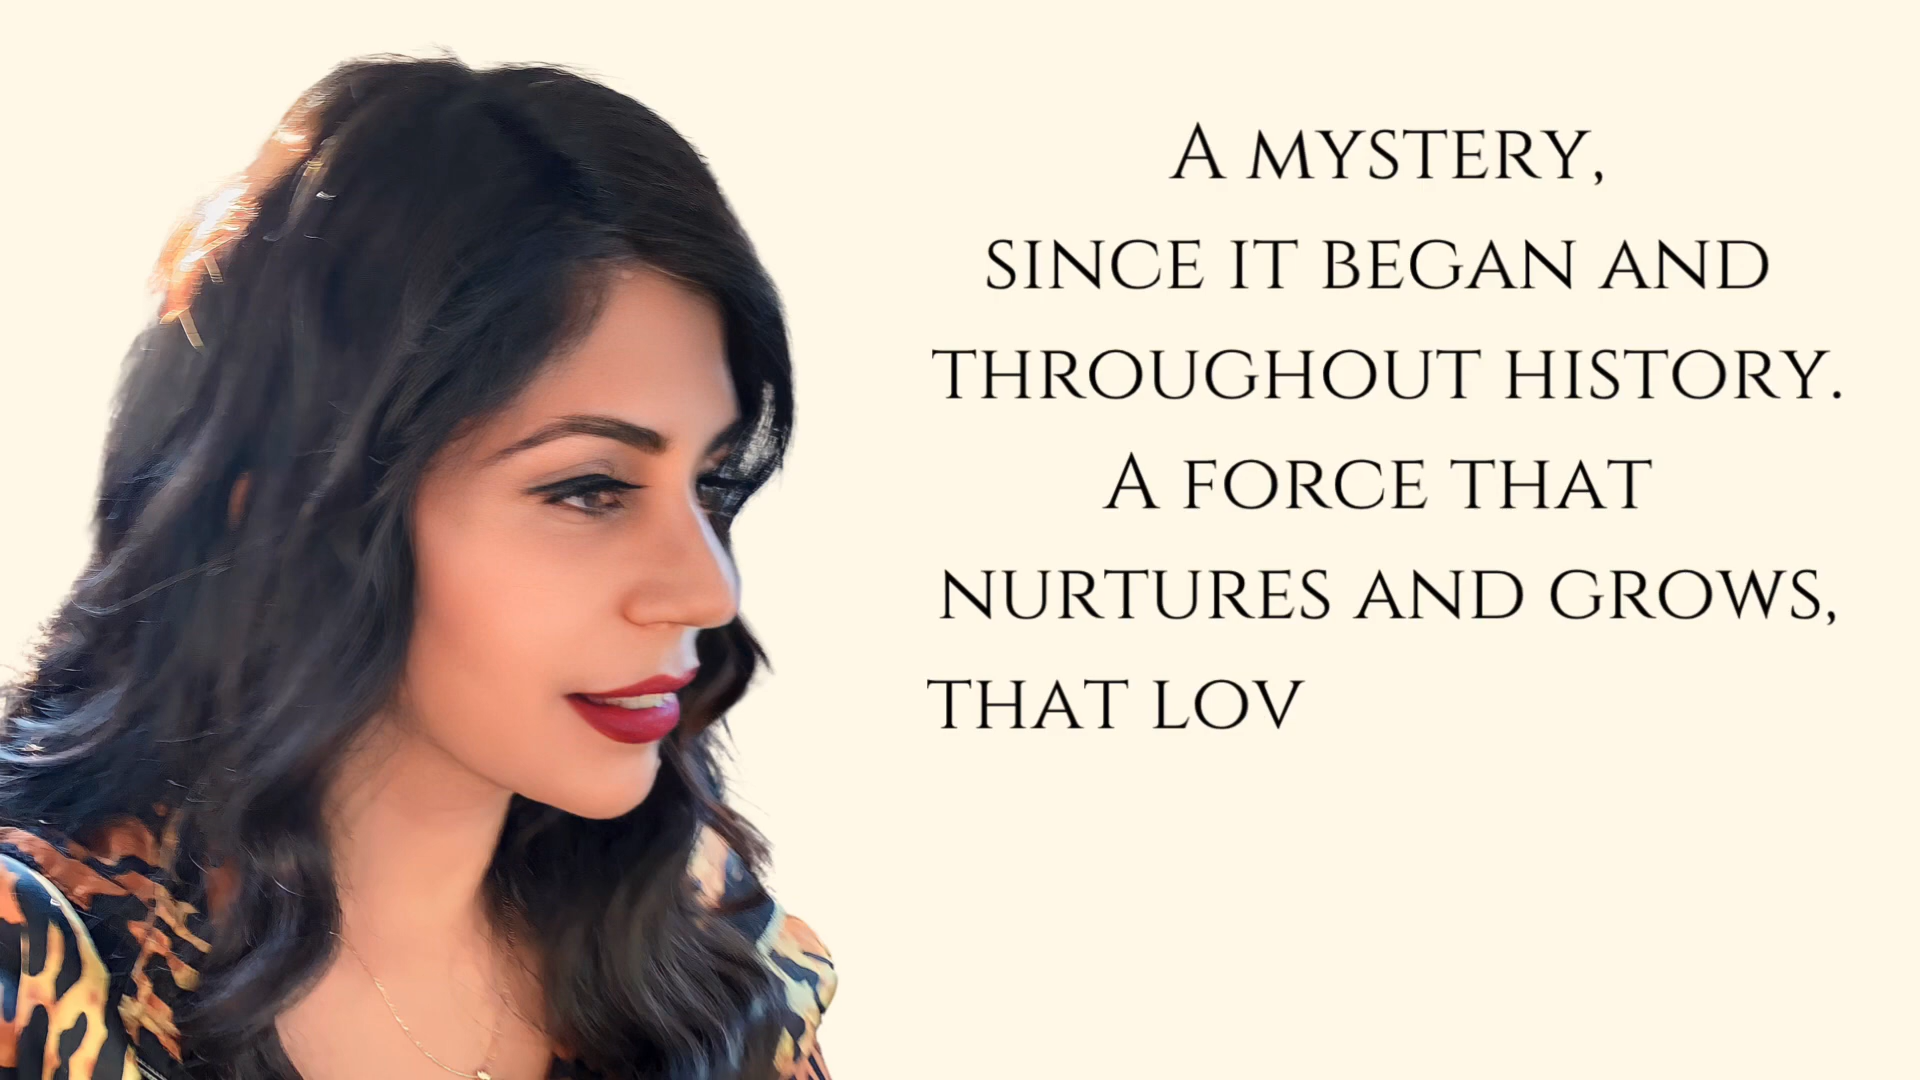 A MYSTERY,
SINCE IT BEGAN AND
THROUGHOUT HISTORY.
A FORCE THAT
NURTURES AND GROWS,
THAT LOV